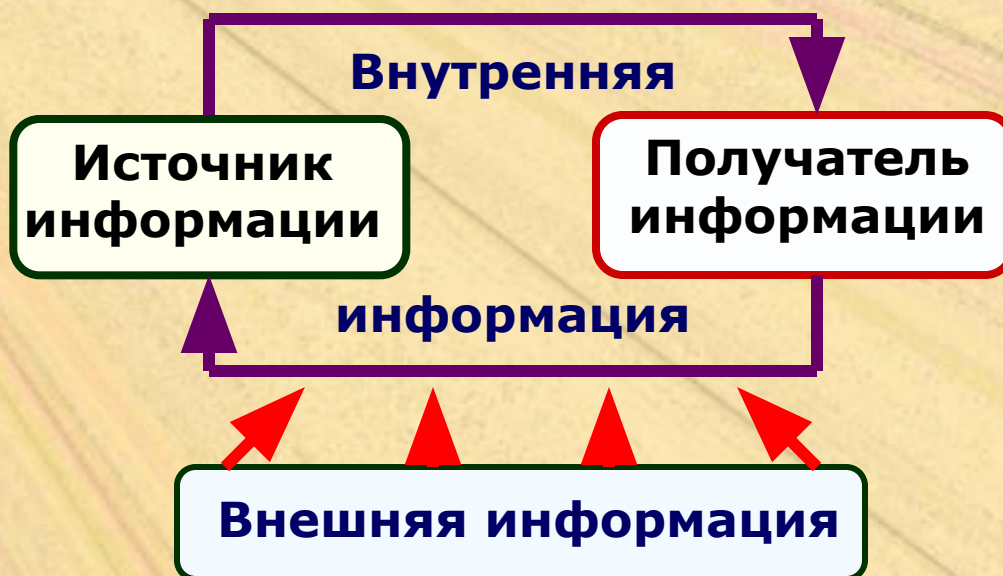 Внутренняя
Источник
информации
Получатель
информации
информация
Внешняя информация